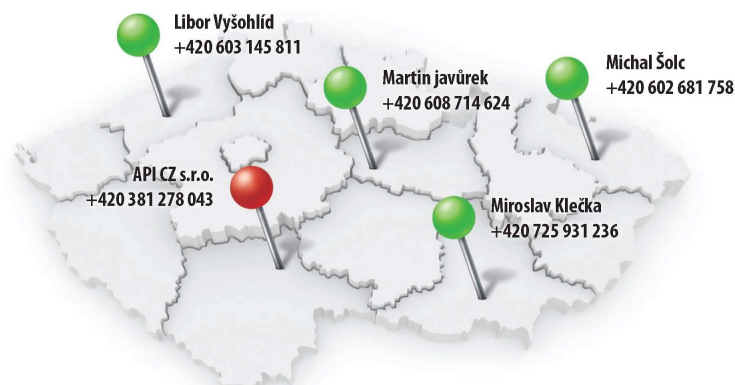 Libor Vyšohlíd
+420 603 145 811
Martin javůrek
+420 608 714 624
Michal Šolc
+420 602 681 758
API CZ s.r.o.
+420 381 278 043
Miroslav Klečka
+420 725 931 236